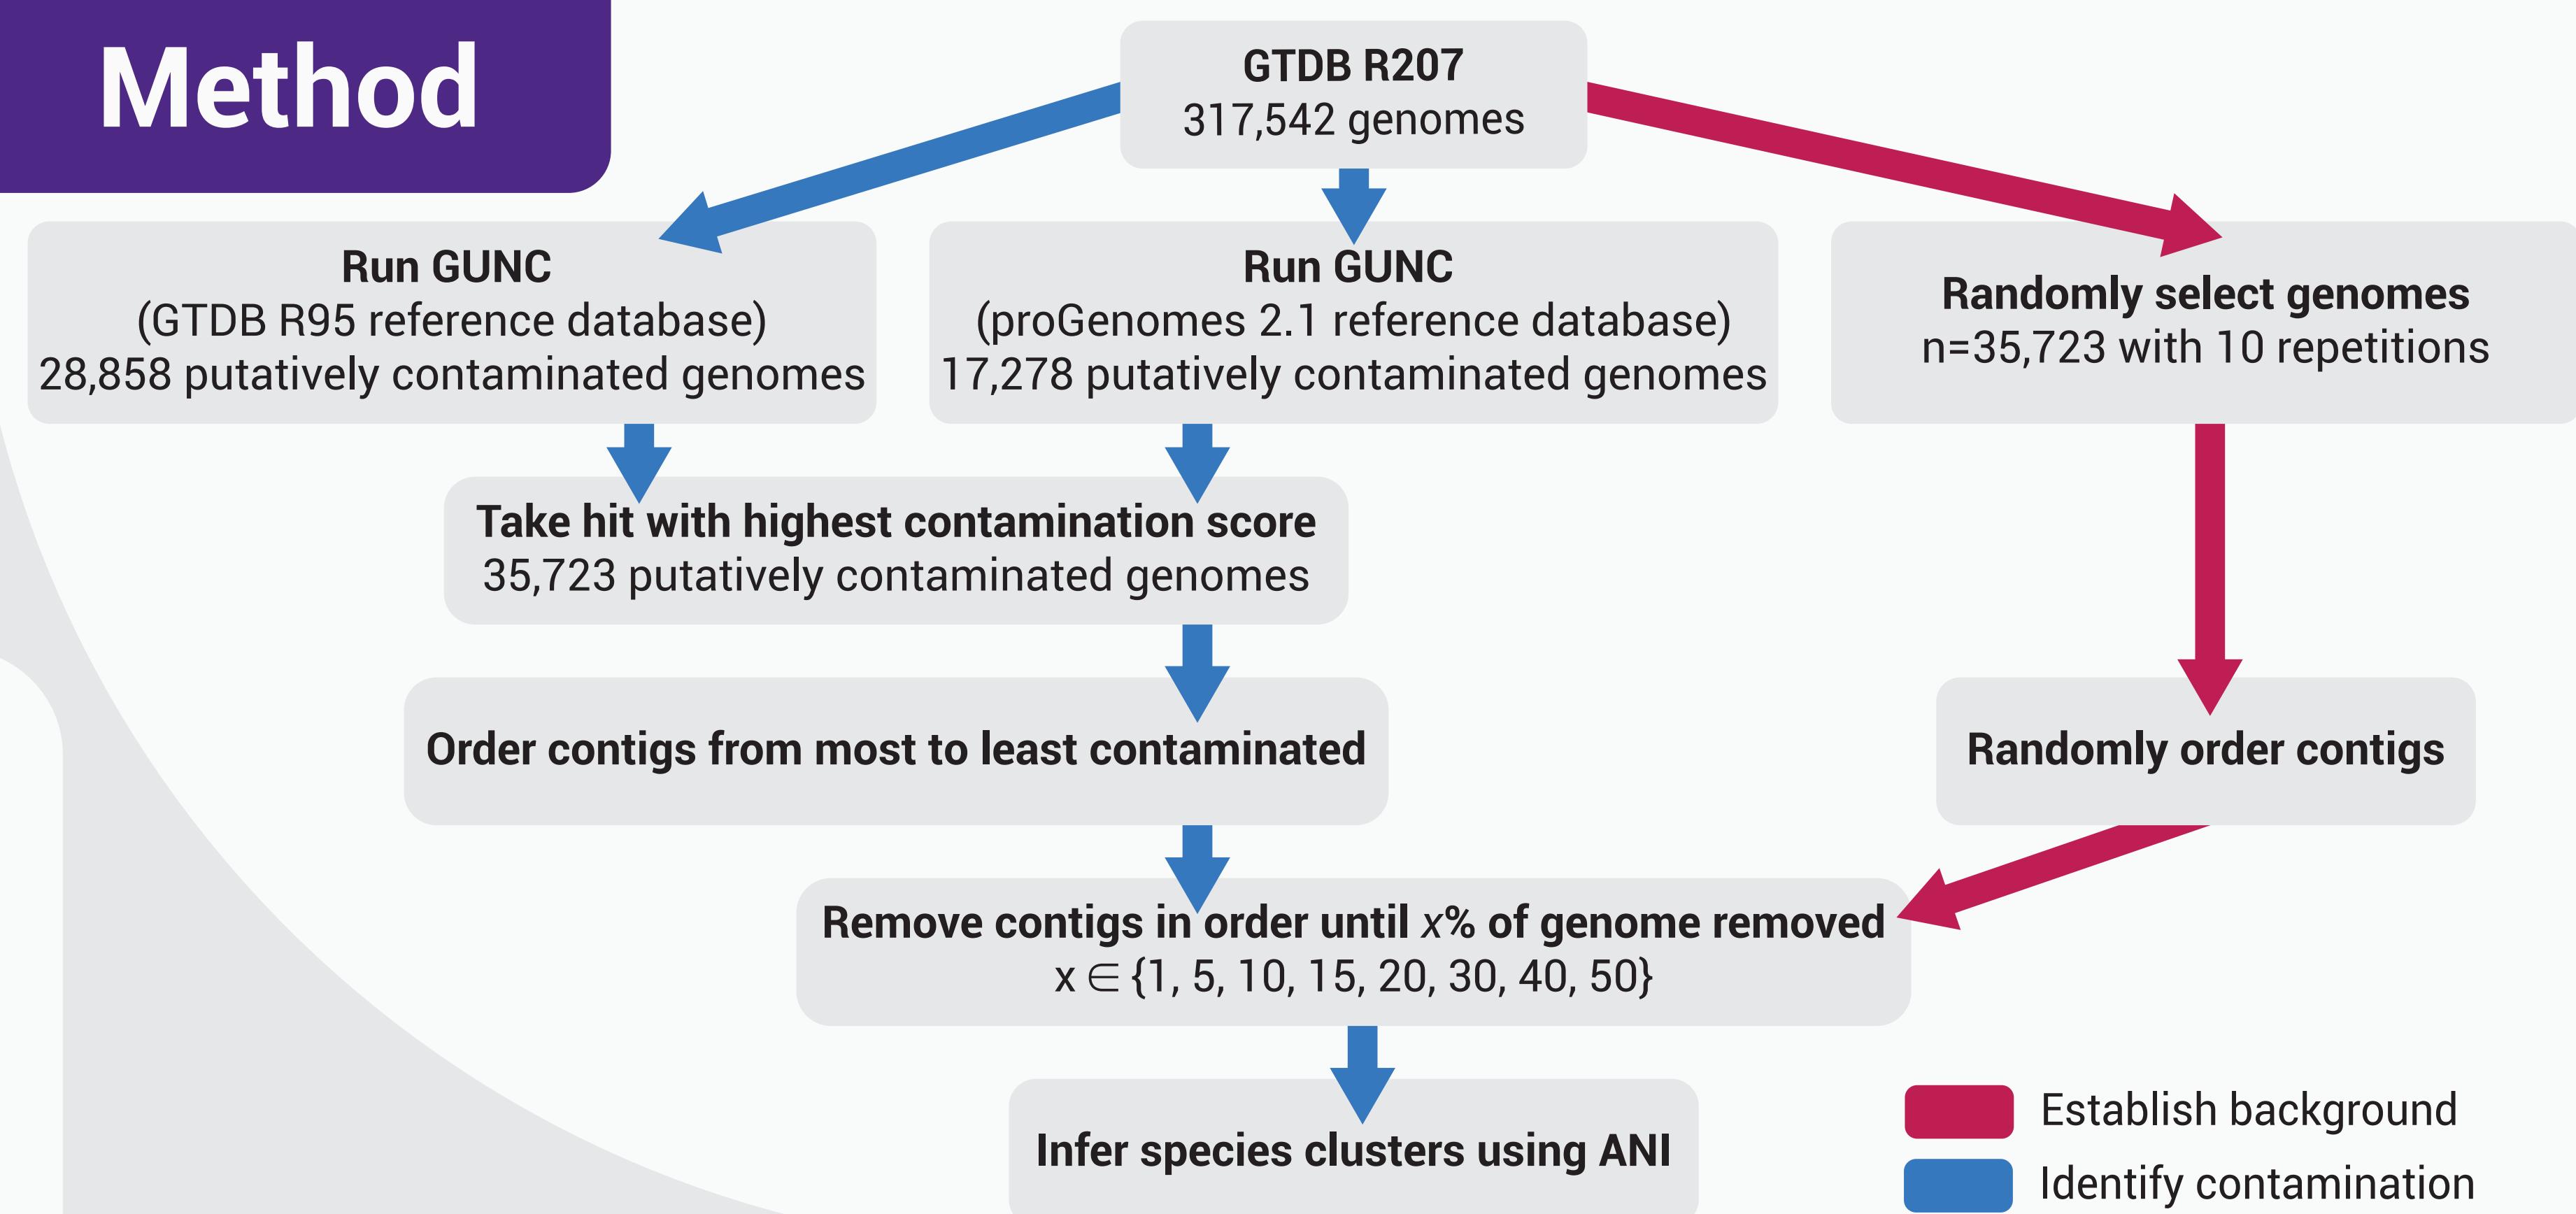 Method
GTDB R207
317,542 genomes
Run GUNC
(GTDB R95 reference database)
28,858 putatively contaminated genomes
Run GUNC
(proGenomes 2.1 reference database)
17,278 putatively contaminated genomes
Randomly select genomes
n=35,723 with 10 repetitions
Take hit with highest contamination score
35,723 putatively contaminated genomes
Order contigs from most to least contaminated
Randomly order contigs
Remove contigs in order until x% of genome removed
x ∈ {1, 5, 10, 15, 20, 30, 40, 50}
Infer species clusters using ANI
Establish background
Identify contamination